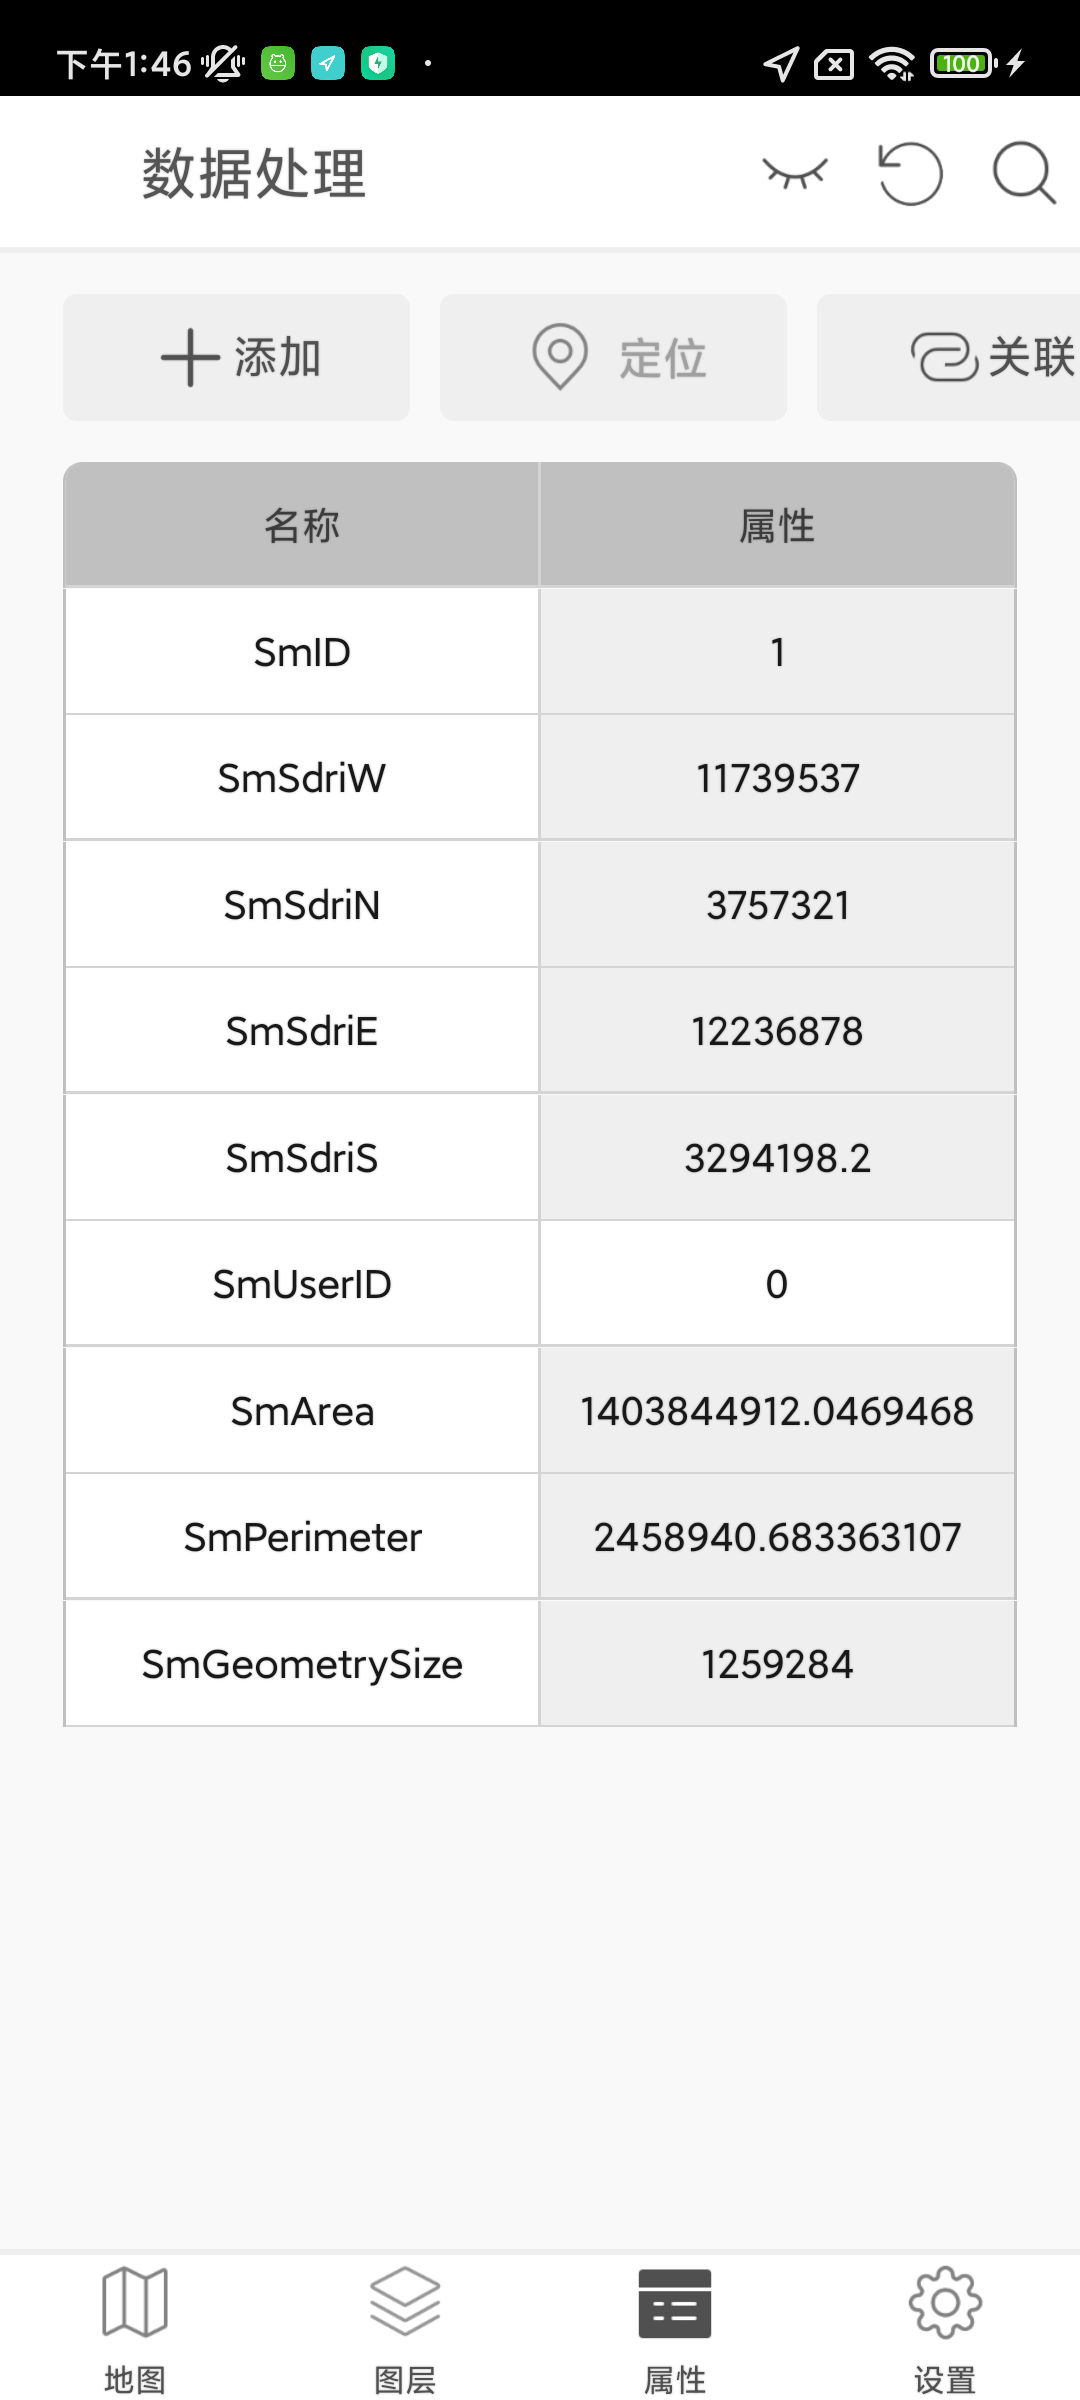 下午1:46
100
数据处理
添加
定位
关联
名称 属性
SmID 1
SmSdriW 11739537
SmSdriN 3757321
SmSdriE 12236878
SmSdriS 3294198.2
SmUserID 0
SmArea 1403844912.0469468
SmPerimeter 2458940.683363107
SmGeometrySize 1259284
地图 图层 属性 设置